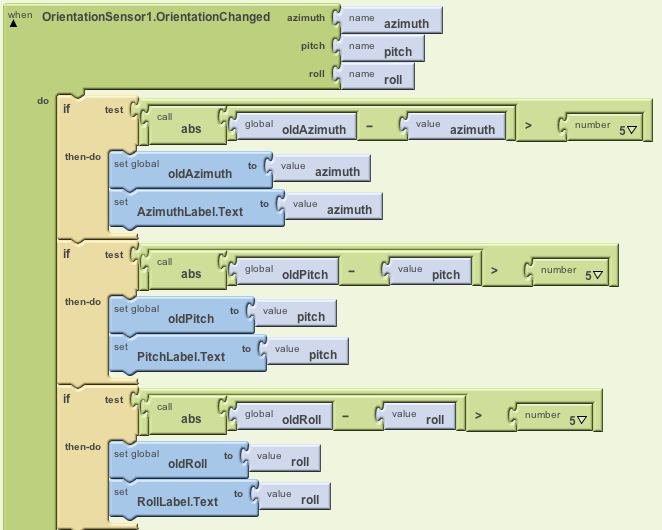 when OrientationSensor1.OrientationChanged azimuth name azimuth
pitch name pitch
roll name roll
do
if test call abs global oldAzimuth – value azimuth > number 5
then-do set global oldAzimuth to value azimuth
set AzimuthLabel.Text to value azimuth
if test call abs global oldPitch – value pitch > number 5
then-do set global oldPitch to value pitch
set PitchLabel.Text to value pitch
if test call abs global oldRoll – value roll > number 5
then-do set global oldRoll to value roll
set RollLabel.Text to value roll